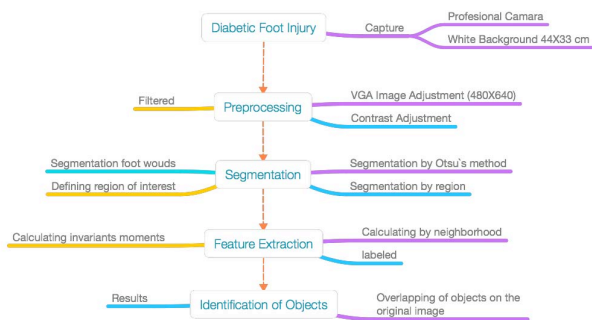 Diabetic Foot Injury
Capture
Profesional Camara
White Background 44X33 cm
Filtered
Preprocessing
VGA Image Adjustment (480X640)
Contrast Adjustment
Segmentation foot wouds
Defining region of interest
Segmentation
Segmentation by Otsu`s method
Segmentation by region
Calculating invariants moments
Feature Extraction
Calculating by neighborhood
labeled
Results
Identification of Objects
Overlapping of objects on the
original image